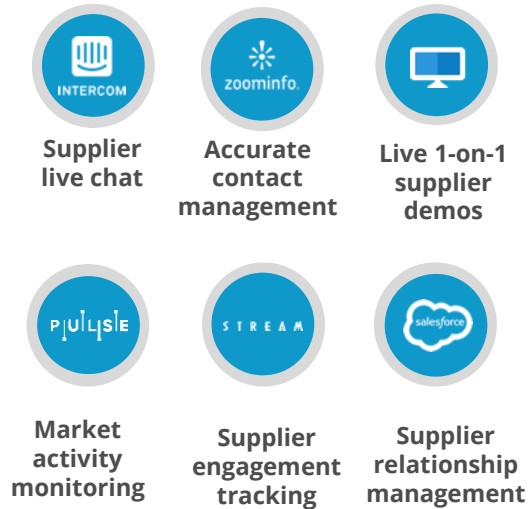 INTERCOM
zoominfo.
Supplier
live chat
Accurate
contact
management
Live 1-on-1
supplier
demos
PULSE
STREAM
salesforce
Market
activity
monitoring
Supplier
engagement
tracking
Supplier
relationship
management